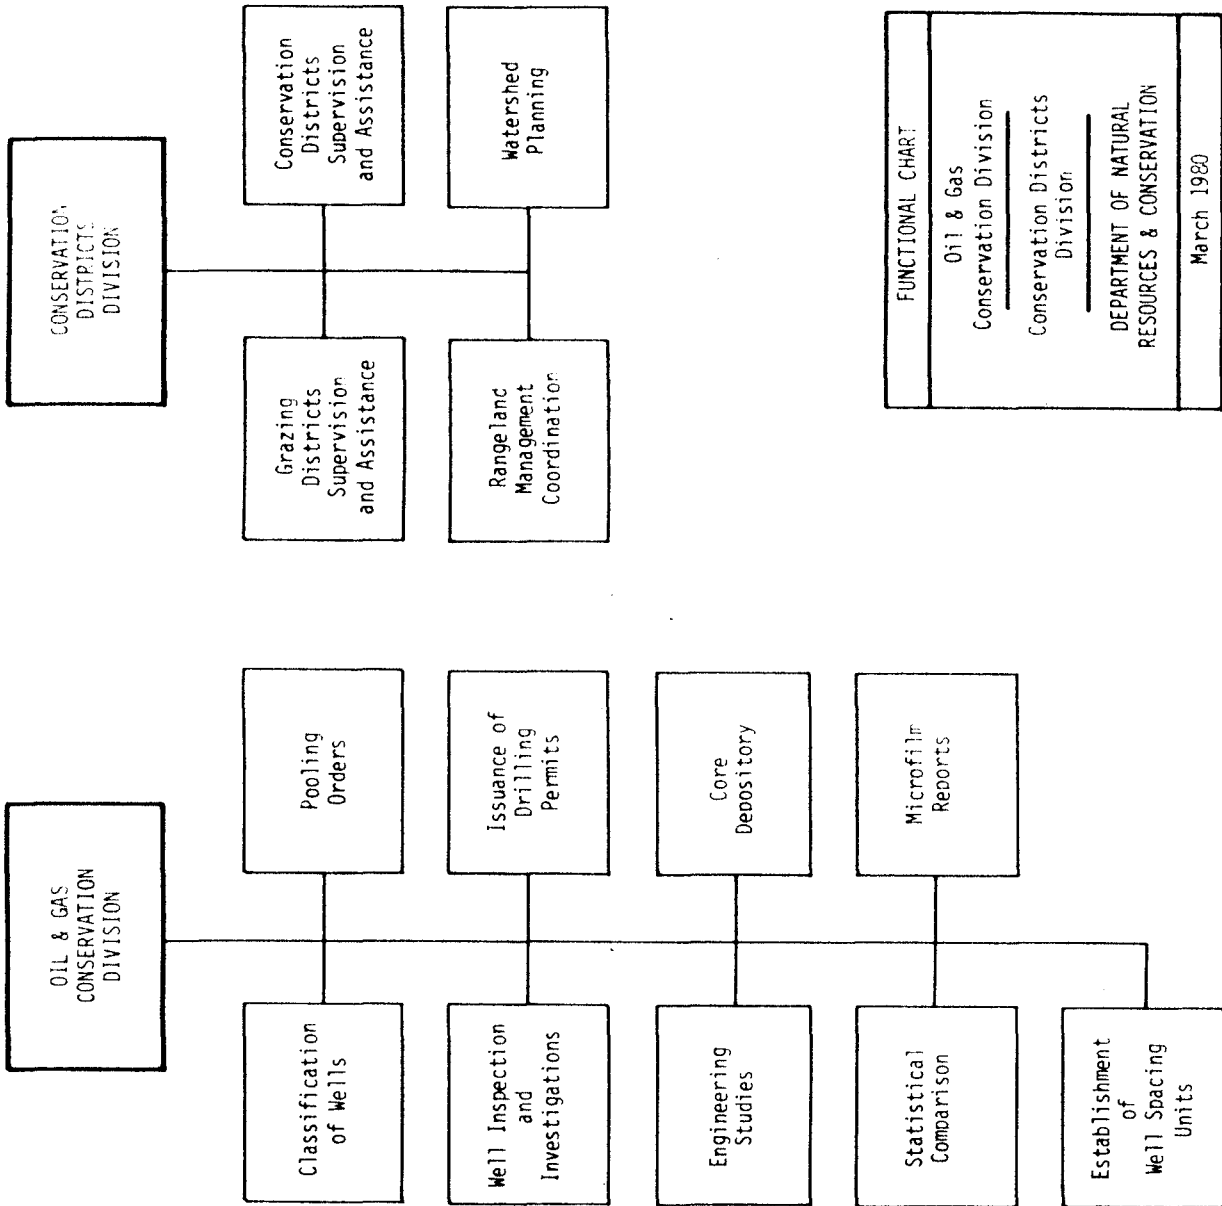 OIL & GAS
CONSERVATION
DIVISION
Classification
of Wells
Pooling
Orders
Well Inspection
and
Investigations
Issuance of
Drilling
Permits
Engineering
Studies
Core
Depository
Statistical
Comparison
Microfilm
Reports
Establishment
of
Well Spacing
Units
CONSERVATION
DISTRICTS
DIVISION
Grazing
Districts
Supervision
and Assistance
Conservation
Districts
Supervision
and Assistance
Rangeland
Management
Coordination
Watershed
Planning
FUNCTIONAL CHART
Oil & Gas
Conservation Division
Conservation Districts
Division
DEPARTMENT OF NATURAL
RESOURCES & CONSERVATION
March 1980